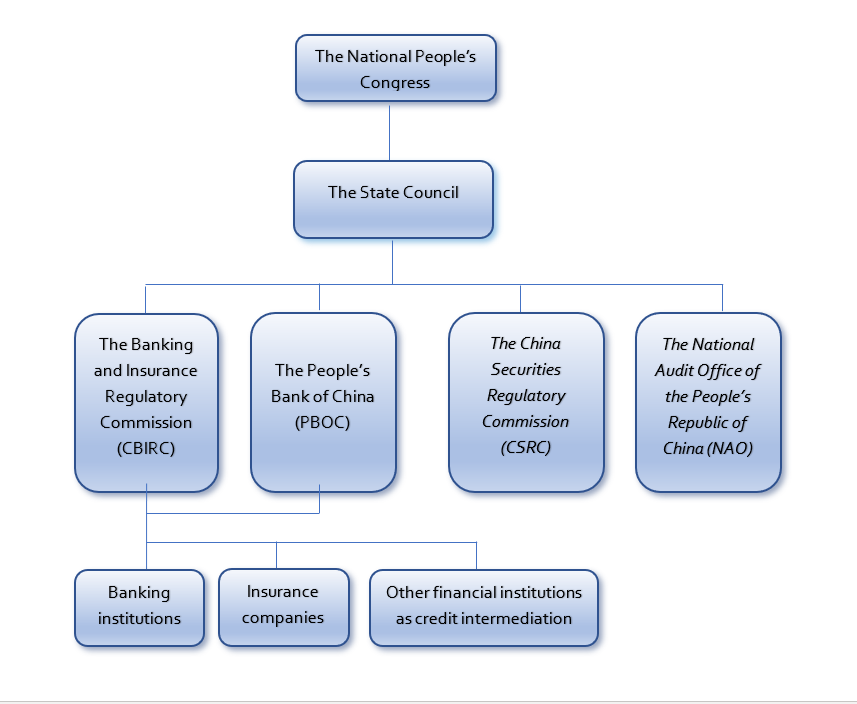 The National People's
Congress
The State Council
The Banking
and Insurance
Regulatory
Commission
(CBIRC)
The People's
Bank of China
(PBOC)
The China
Securities
Regulatory
Commission
(CSRC)
The National
Audit Office of
the People's
Republic of
China (NAO)
Banking
institutions
Insurance
companies
Other financial institutions
as credit intermediation